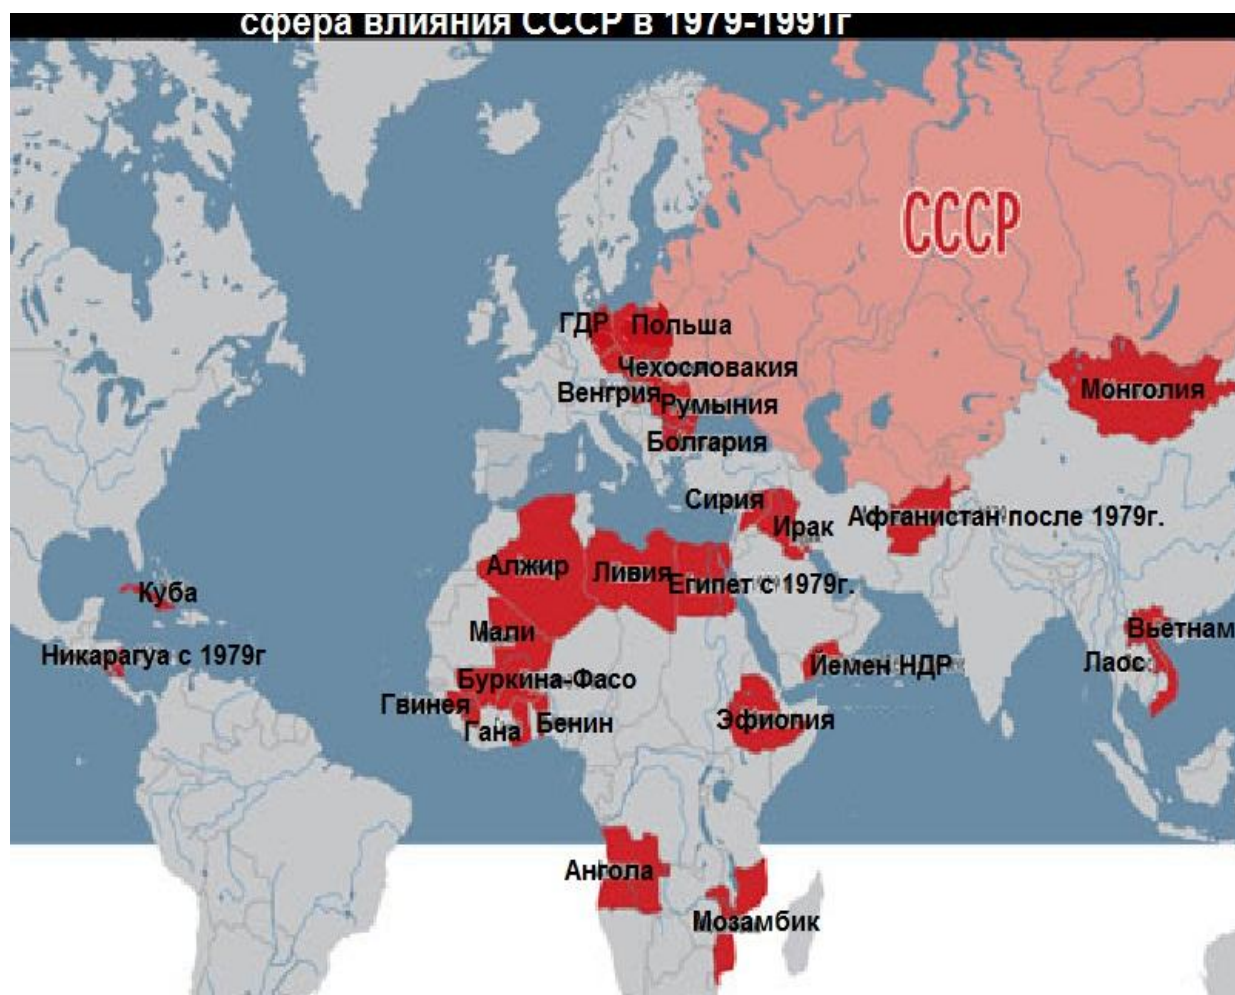 сфера влияния СССР в 1979-1991г
СССР
ГДР
Польша
Чехословакия
Венгрия
Румыния
Болгария
Монголия
Сирия
Ирак
Афганистан после 1979г.
Алжир
Ливия
Египет с 1979г.
Куба
Никарагуа с 1979г
Мали
Буркина-Фасо
Гвинея
Гана
Бенин
Йемен НДР
Эфиопия
Вьетнам
Лаос
Ангола
Мозамбик